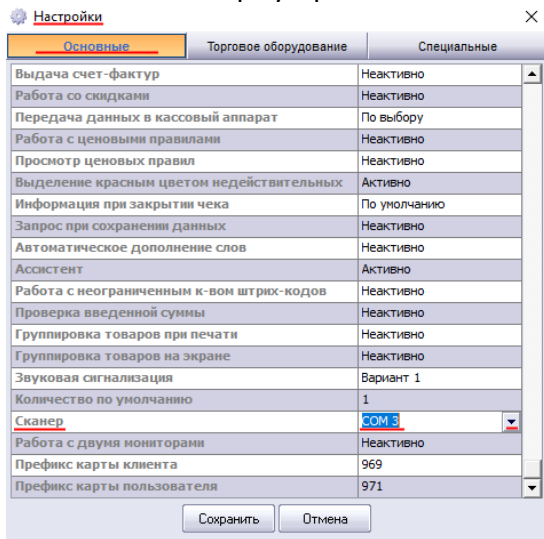 Настройки
Основные Торговое оборудование Специальные
Выдача счет-фактур Неактивно
Работа со скидками Неактивно
Передача данных в кассовый аппарат По выбору
Работа с ценовыми правилами Неактивно
Просмотр ценовых правил Неактивно
Выделение красным цветом недействительных Активно
Информация при закрытии чека По умолчанию
Запрос при сохранении данных Неактивно
Автоматическое дополнение слов Неактивно
Ассистент Активно
Работа с неограниченным к-вом штрих-кодов Неактивно
Проверка введенной суммы Неактивно
Группировка товаров при печати Неактивно
Группировка товаров на экране Неактивно
Звуковая сигнализация Вариант 1
Количество по умолчанию 1
Сканер COM 3
Работа с двумя мониторами Неактивно
Префикс карты клиента 969
Префикс карты пользователя 971
Сохранить Отмена